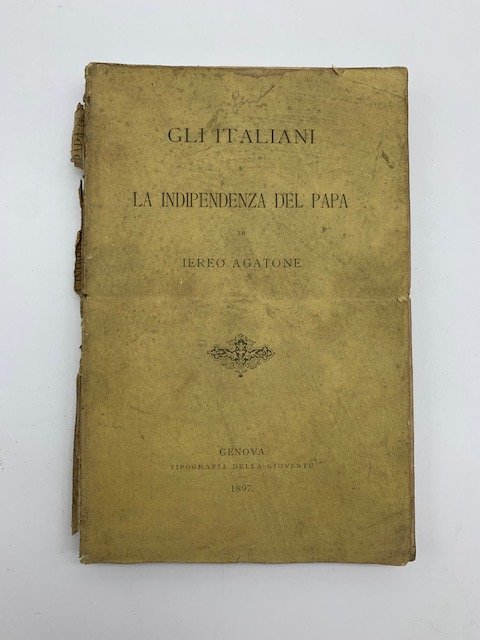 GLI ITALIANI
E
LA INDIPENDENZA DEL PAPA
DI
IEREO AGATONE
GENOVA
TIPOGRAFIA DELLA GIOVENTÙ
1897